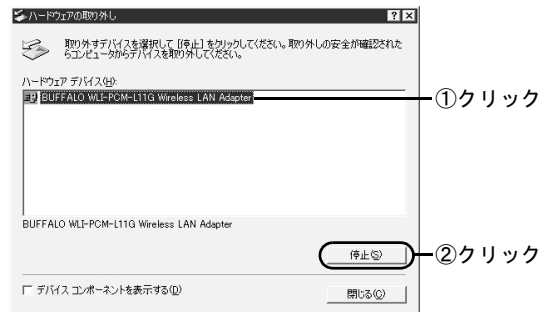 ハードウェアの取り外し
取り外すデバイスを選択して [停止] をクリックしてください。取り外しの安全が確認された
らコンピュータからデバイスを取り外してください。
ハードウェア デバイス(H):
BUFFALO WLI-PCM-L11G Wireless LAN Adapter
①クリック
BUFFALO WLI-PCM-L11G Wireless LAN Adapter
停止(S)
②クリック
デバイス コンポーネントを表示する(D)
閉じる(C)